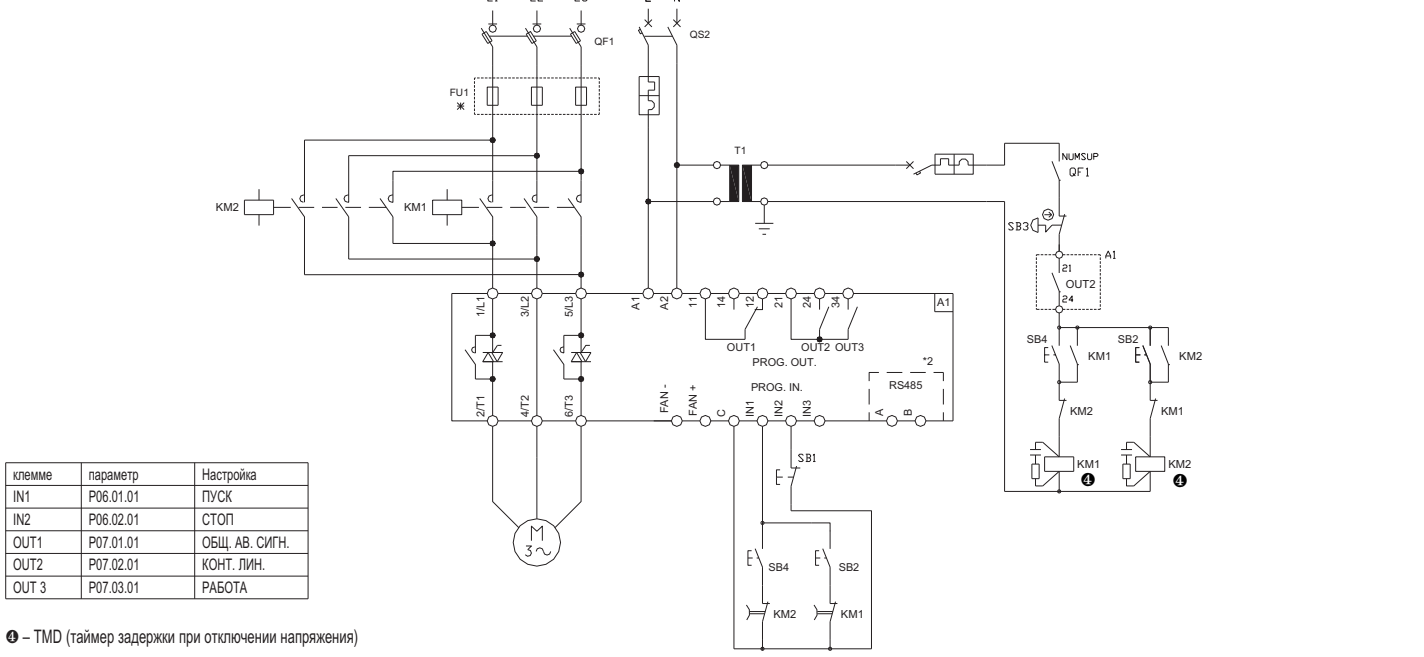 QF1
QS2
FU1
T1
NUMSUP
QF1
KM2
KM1
SB3
A1
21
OUT2
24
1/L1
3/L2
5/L3
A1
A2
11
14
12
21
24
34
A1
OUT1
OUT2
OUT3
PROG. OUT.
*2
SB4
KM1
SB2
KM2
PROG. IN.
RS485
2/T1
4/T2
6/T3
FAN -
FAN +
C
IN1
IN2
IN3
A
B
KM2
KM1
SB1
KM1
❹
KM2
❹
клемме параметр Настройка
IN1 P06.01.01 ПУСК
IN2 P06.02.01 СТОП
OUT1 P07.01.01 ОБЩ. АВ. СИГН.
OUT2 P07.02.01 КОНТ. ЛИН.
OUT 3 P07.03.01 РАБОТА
M
3~
SB4
SB2
KM2
KM1
❹ – TMD (таймер задержки при отключении напряжения)